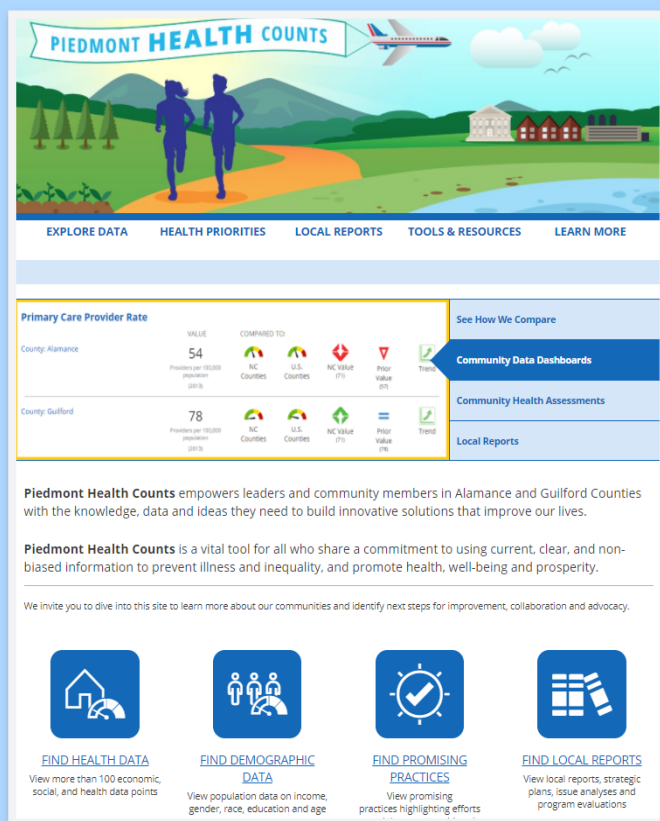 PIEDMONT HEALTH COUNTS
EXPLORE DATA HEALTH PRIORITIES LOCAL REPORTS TOOLS & RESOURCES LEARN MORE
Primary Care Provider Rate
VALUE COMPARED TO:
County: Alamance
54
Providers per 100,000
population
(2013)
NC
Counties
U.S.
Counties
NC Value
(71)
Prior
Value
(57)
Trend
County: Guilford
78
Providers per 100,000
population
(2013)
NC
Counties
U.S.
Counties
NC Value
(71)
Prior
Value
(78)
Trend
See How We Compare
Community Data Dashboards
Community Health Assessments
Local Reports
Piedmont Health Counts empowers leaders and community members in Alamance and Guilford Counties
with the knowledge, data and ideas they need to build innovative solutions that improve our lives.
Piedmont Health Counts is a vital tool for all who share a commitment to using current, clear, and non-
biased information to prevent illness and inequality, and promote health, well-being and prosperity.
We invite you to dive into this site to learn more about our communities and identify next steps for improvement, collaboration and advocacy.
FIND HEALTH DATA
View more than 100 economic,
social, and health data points
FIND DEMOGRAPHIC
DATA
View population data on income,
gender, race, education and age
FIND PROMISING
PRACTICES
View promising
practices highlighting efforts
FIND LOCAL REPORTS
View local reports, strategic
plans, issue analyses and
program evaluations